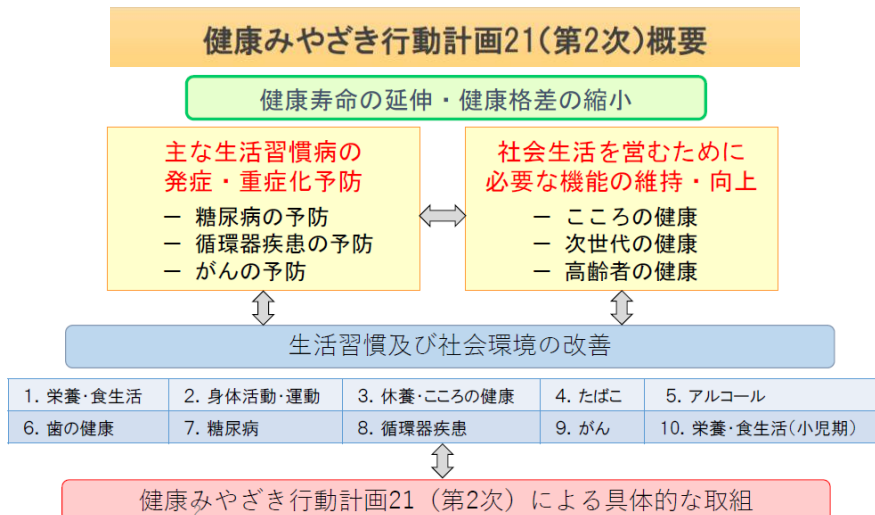 健康みやざき行動計画21(第2次)概要
健康寿命の延伸・健康格差の縮小
主な生活習慣病の
発症・重症化予防
－ 糖尿病の予防
－ 循環器疾患の予防
－ がんの予防
社会生活を営むために
必要な機能の維持・向上
－ こころの健康
－ 次世代の健康
－ 高齢者の健康
生活習慣及び社会環境の改善
1. 栄養･食生活 2. 身体活動･運動 3. 休養･こころの健康 4. たばこ 5. アルコール
6. 歯の健康 7. 糖尿病 8. 循環器疾患 9. がん 10. 栄養･食生活(小児期)
健康みやざき行動計画21（第2次）による具体的な取組